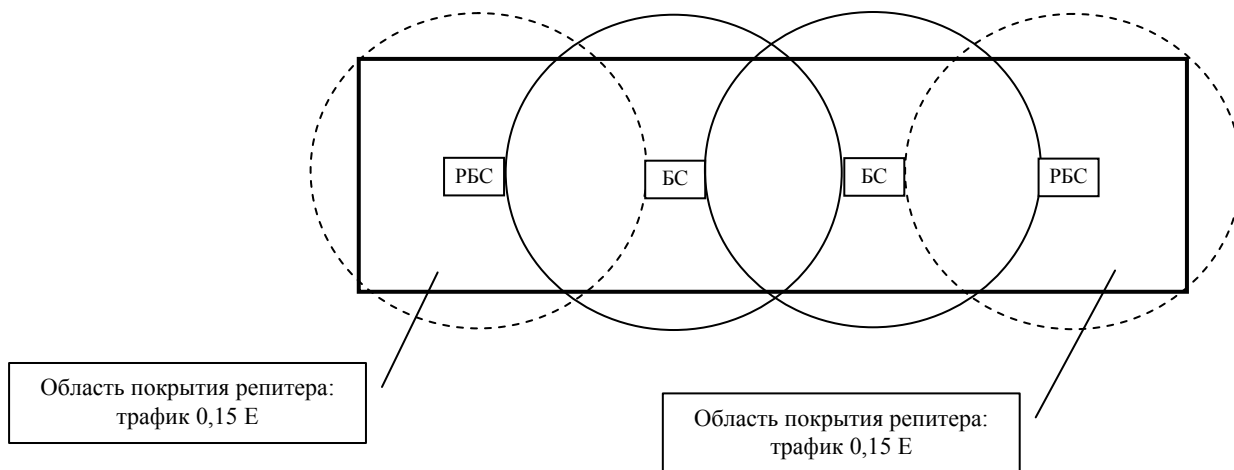 РБС
БС
БС
РБС
Область покрытия репитера:
трафик 0,15 Е
Область покрытия репитера:
трафик 0,15 Е